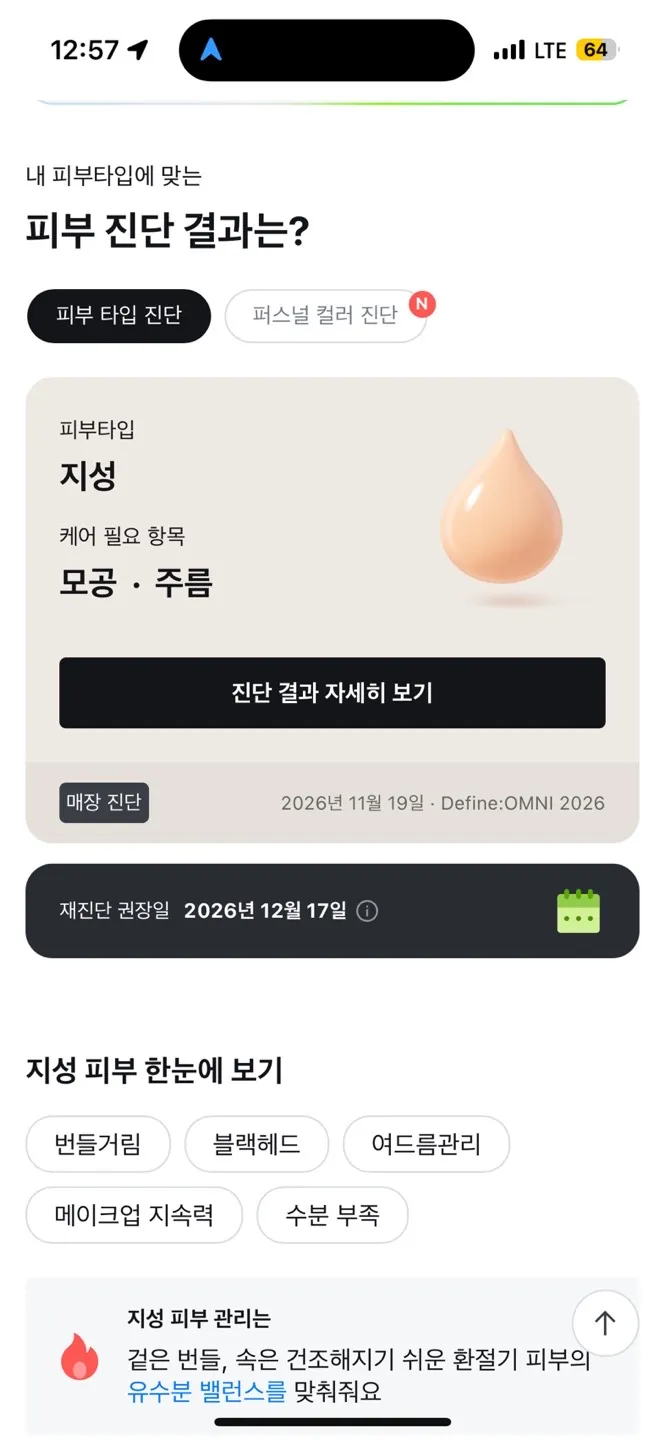 12:57
LTE 64
내 피부타입에 맞는
피부 진단 결과는?
피부 타입 진단
퍼스널 컬러 진단 N
피부타입
지성
케어 필요 항목
모공 · 주름
진단 결과 자세히 보기
매장 진단 2026년 11월 19일 · Define:OMNI 2026
재진단 권장일 2026년 12월 17일
지성 피부 한눈에 보기
번들거림 블랙헤드 여드름관리
메이크업 지속력 수분 부족
지성 피부 관리는
겉은 번들, 속은 건조해지기 쉬운 환절기 피부의
유수분 밸런스를 맞춰줘요